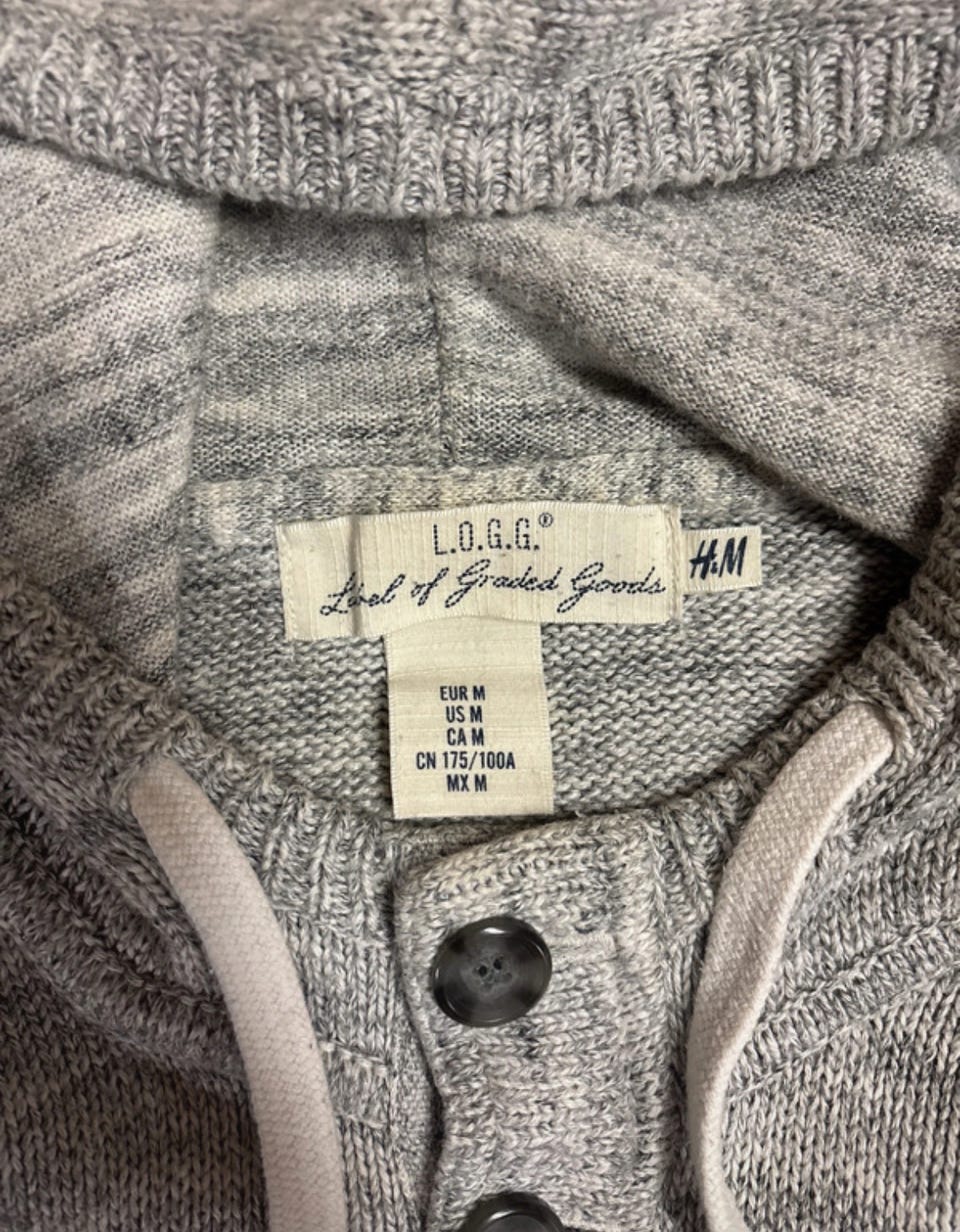 L.O.G.G.®
Label of Graded Goods
H&M
EUR M
US M
CA M
CN 175/100A
MX M